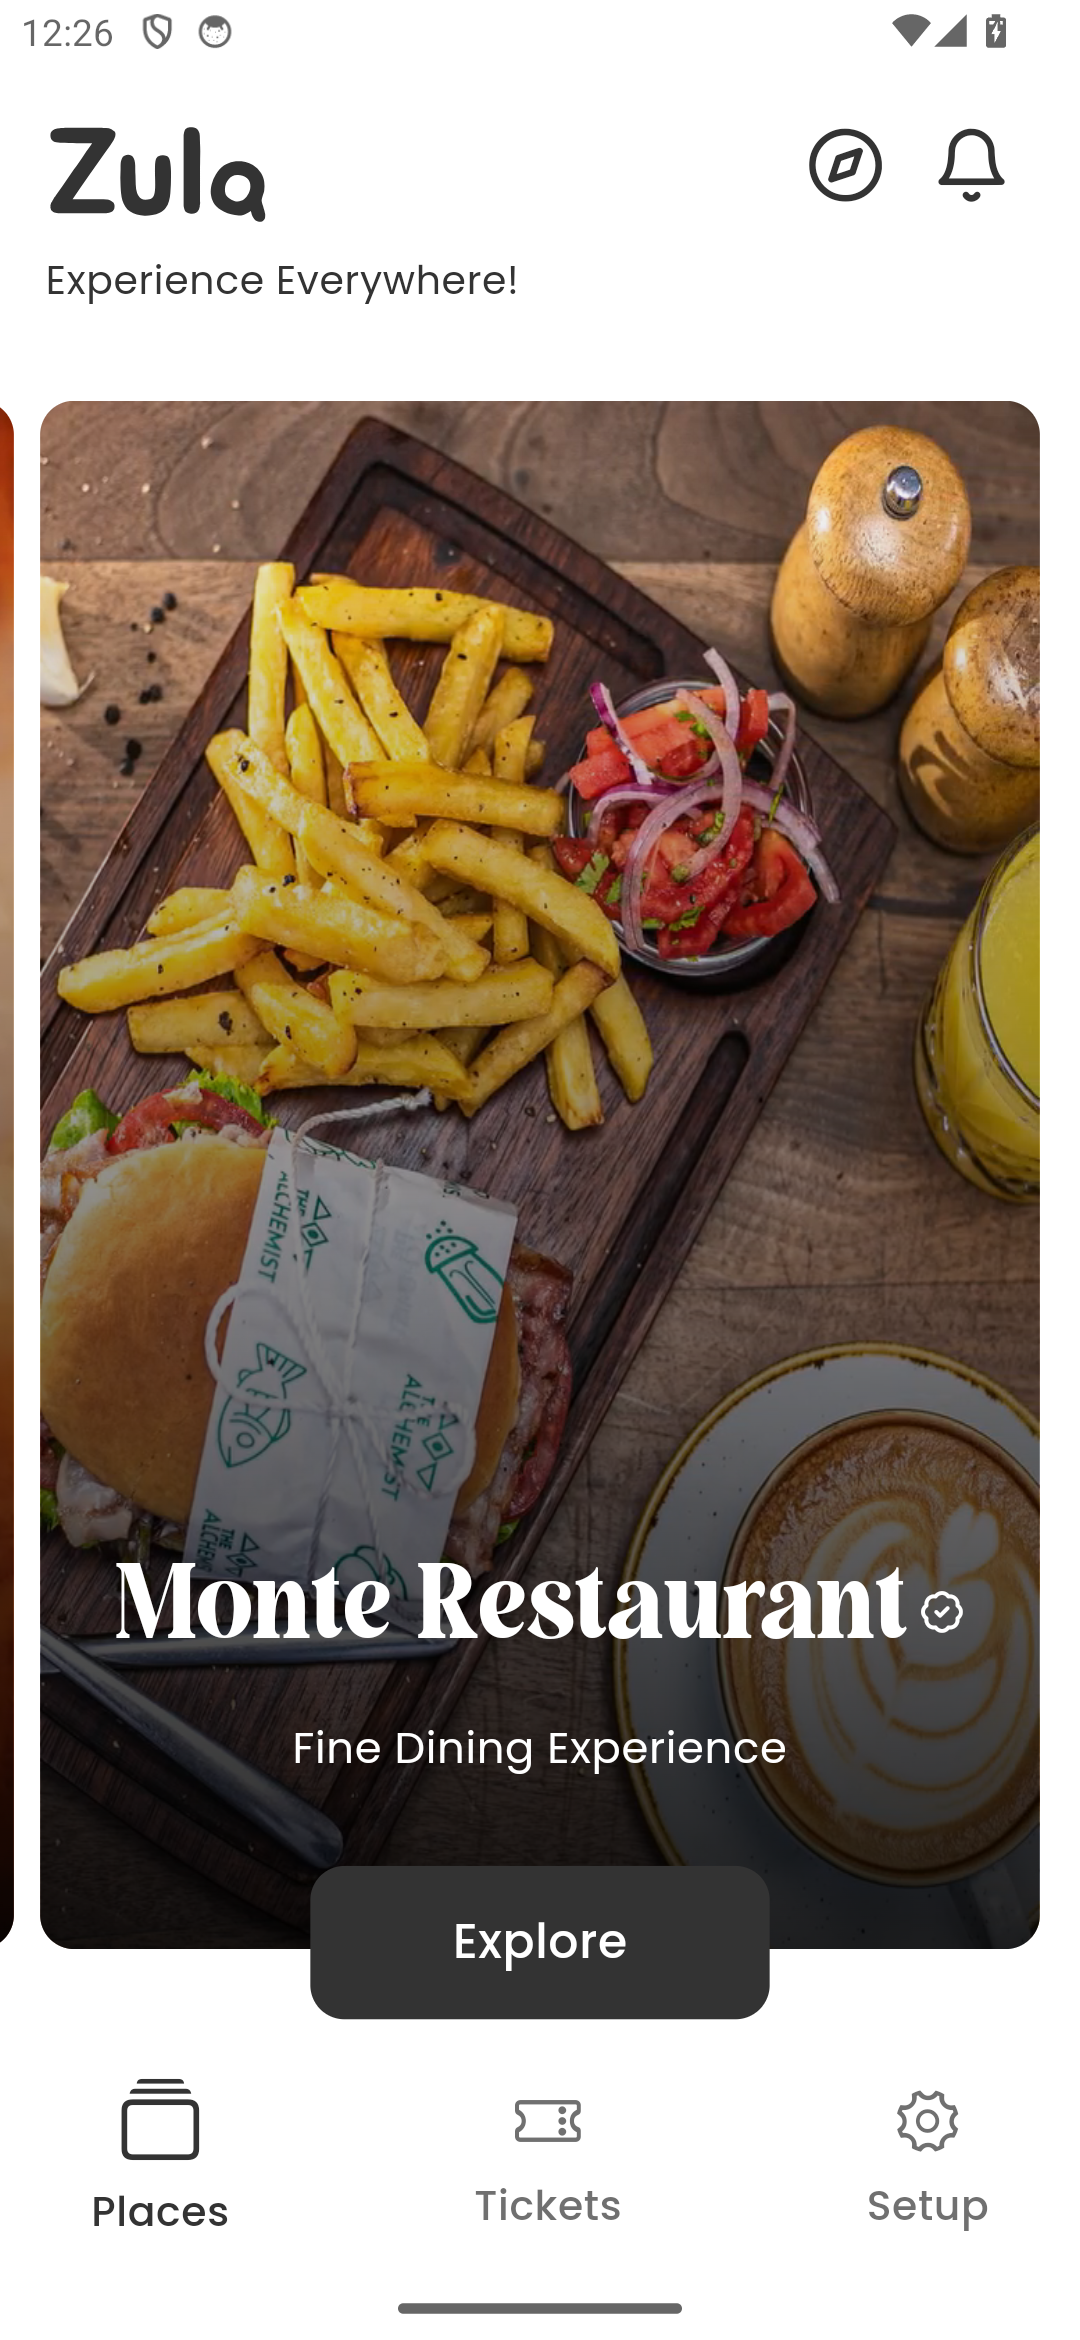 12:26
Zula
Experience Everywhere!
THE
ALCHEMIST
THE
ALCHEMIST
THE
Monte Restaurant
Fine Dining Experience
Explore
Places
Tickets
Setup